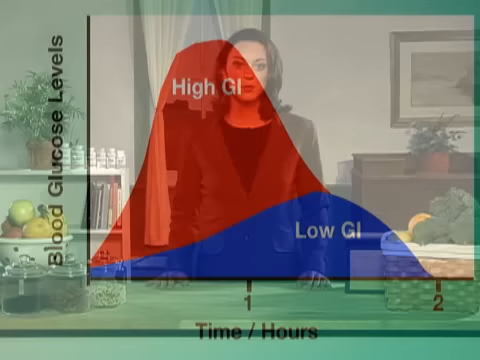 Blood Glucose Levels
High GI
Low GI
1
2
Time / Hours